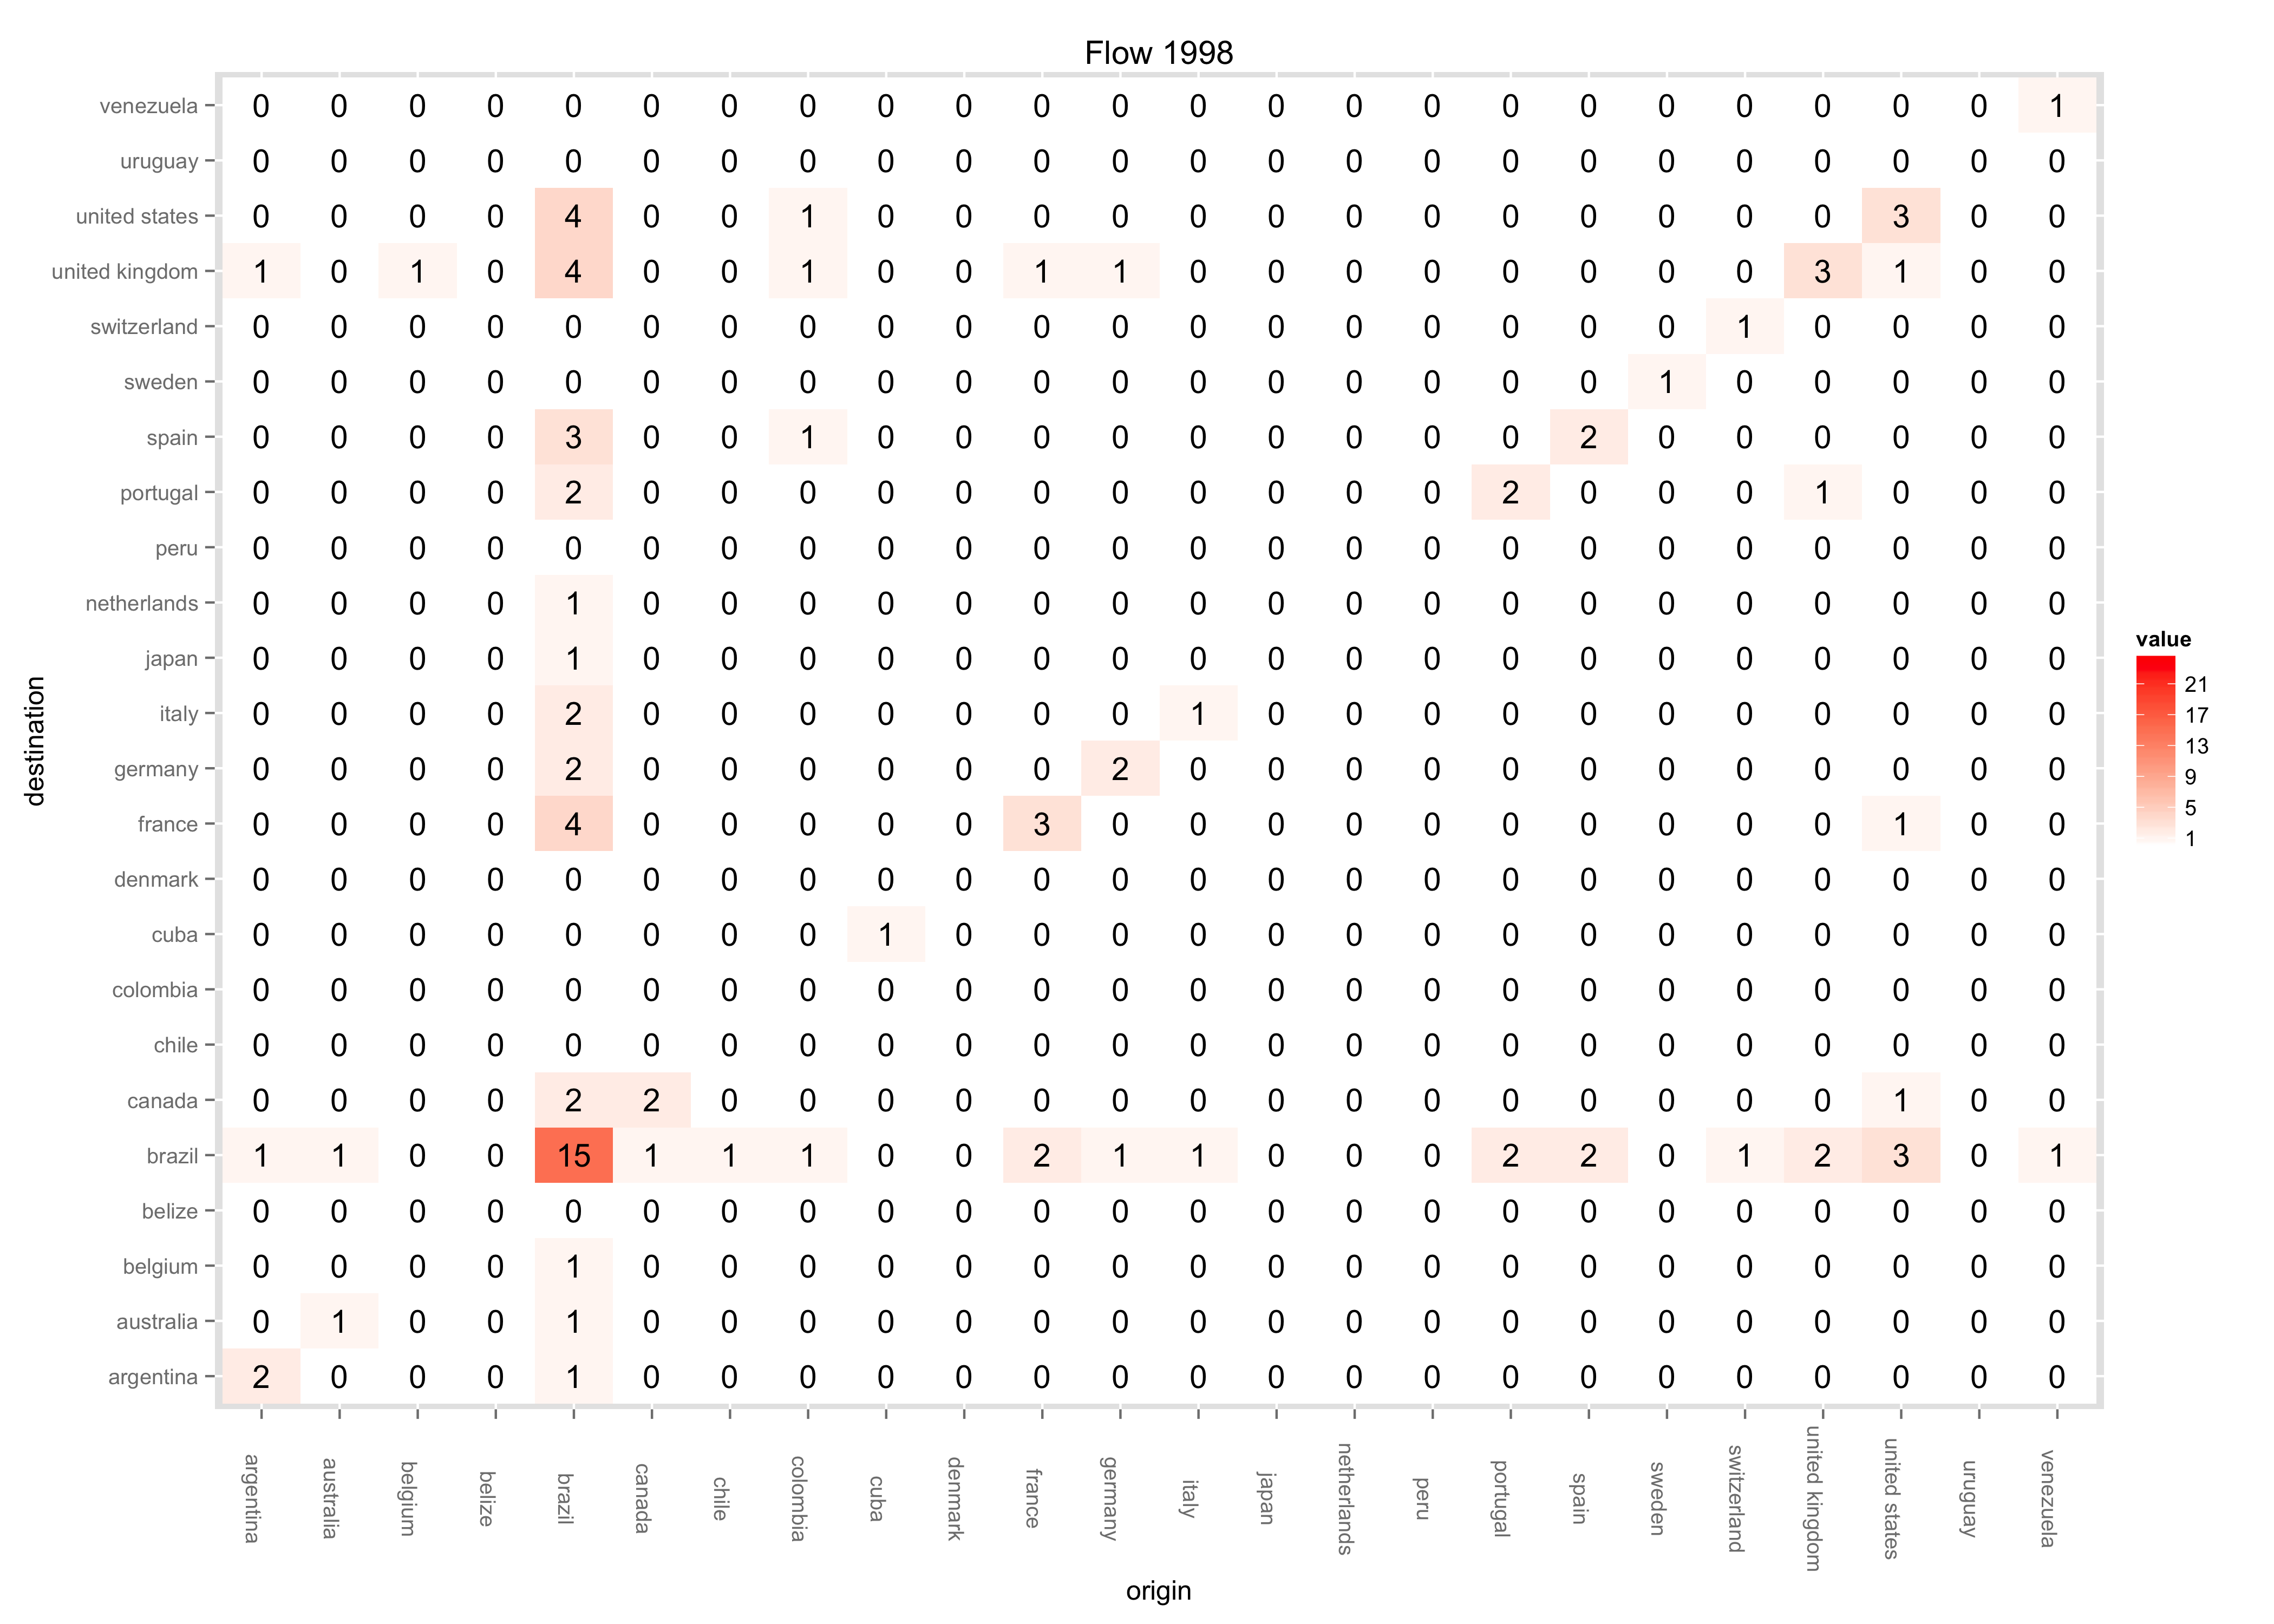 Flow 1998
venezuela 0 0 0 0 0 0 0 0 0 0 0 0 0 0 0 0 0 0 0 0 0 0 0 1
uruguay 0 0 0 0 0 0 0 0 0 0 0 0 0 0 0 0 0 0 0 0 0 0 0 0
united states 0 0 0 0 4 0 0 1 0 0 0 0 0 0 0 0 0 0 0 0 0 3 0 0
united kingdom 1 0 1 0 4 0 0 1 0 0 1 1 0 0 0 0 0 0 0 0 3 1 0 0
switzerland 0 0 0 0 0 0 0 0 0 0 0 0 0 0 0 0 0 0 0 1 0 0 0 0
sweden 0 0 0 0 0 0 0 0 0 0 0 0 0 0 0 0 0 0 1 0 0 0 0 0
spain 0 0 0 0 3 0 0 1 0 0 0 0 0 0 0 0 0 2 0 0 0 0 0 0
portugal 0 0 0 0 2 0 0 0 0 0 0 0 0 0 0 0 2 0 0 0 1 0 0 0
peru 0 0 0 0 0 0 0 0 0 0 0 0 0 0 0 0 0 0 0 0 0 0 0 0
netherlands 0 0 0 0 1 0 0 0 0 0 0 0 0 0 0 0 0 0 0 0 0 0 0 0
japan 0 0 0 0 1 0 0 0 0 0 0 0 0 0 0 0 0 0 0 0 0 0 0 0
italy 0 0 0 0 2 0 0 0 0 0 0 0 1 0 0 0 0 0 0 0 0 0 0 0
germany 0 0 0 0 2 0 0 0 0 0 0 2 0 0 0 0 0 0 0 0 0 0 0 0
france 0 0 0 0 4 0 0 0 0 0 3 0 0 0 0 0 0 0 0 0 0 1 0 0
denmark 0 0 0 0 0 0 0 0 0 0 0 0 0 0 0 0 0 0 0 0 0 0 0 0
cuba 0 0 0 0 0 0 0 0 1 0 0 0 0 0 0 0 0 0 0 0 0 0 0 0
colombia 0 0 0 0 0 0 0 0 0 0 0 0 0 0 0 0 0 0 0 0 0 0 0 0
chile 0 0 0 0 0 0 0 0 0 0 0 0 0 0 0 0 0 0 0 0 0 0 0 0
canada 0 0 0 0 2 2 0 0 0 0 0 0 0 0 0 0 0 0 0 0 0 1 0 0
brazil 1 1 0 0 15 1 1 1 0 0 2 1 1 0 0 0 2 2 0 1 2 3 0 1
belize 0 0 0 0 0 0 0 0 0 0 0 0 0 0 0 0 0 0 0 0 0 0 0 0
belgium 0 0 0 0 1 0 0 0 0 0 0 0 0 0 0 0 0 0 0 0 0 0 0 0
australia 0 1 0 0 1 0 0 0 0 0 0 0 0 0 0 0 0 0 0 0 0 0 0 0
argentina 2 0 0 0 1 0 0 0 0 0 0 0 0 0 0 0 0 0 0 0 0 0 0 0
argentina australia belgium belize brazil canada chile colombia cuba denmark france germany italy japan netherlands peru portugal spain sweden switzerland united kingdom united states uruguay venezuela
origin
destination
value
21
17
13
9
5
1